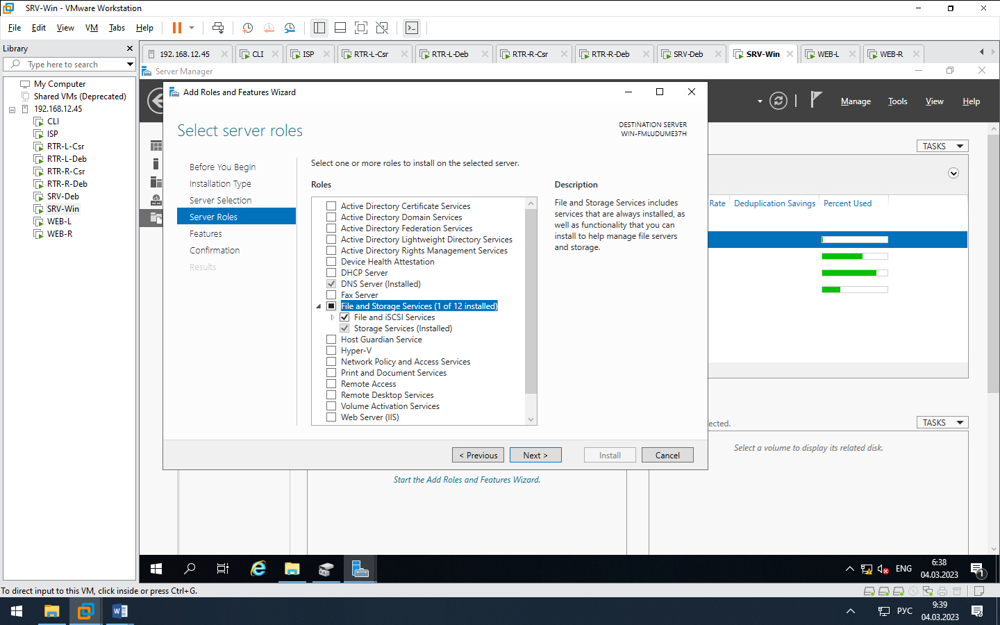 SRV-Win - VMware Workstation
File Edit View VM Tabs Help
Library
Type here to search
My Computer
Shared VMs (Deprecated)
192.168.12.45
CLI
ISP
RTR-L-Csr
RTR-L-Deb
RTR-R-Csr
RTR-R-Deb
SRV-Deb
SRV-Win
WEB-L
WEB-R
192.168.12.45 CLI ISP RTR-L-Csr RTR-L-Deb RTR-R-Csr RTR-R-Deb SRV-Deb SRV-Win WEB-L WEB-R
Server Manager
Manage Tools View Help
Add Roles and Features Wizard
Select server roles
DESTINATION SERVER
WIN-FMLUDUME37H
Before You Begin
Installation Type
Server Selection
Server Roles
Features
Confirmation
Results
Select one or more roles to install on the selected server.
Roles
Active Directory Certificate Services
Active Directory Domain Services
Active Directory Federation Services
Active Directory Lightweight Directory Services
Active Directory Rights Management Services
Device Health Attestation
DHCP Server
DNS Server (Installed)
Fax Server
File and Storage Services (1 of 12 installed)
File and iSCSI Services
Storage Services (Installed)
Host Guardian Service
Hyper-V
Network Policy and Access Services
Print and Document Services
Remote Access
Remote Desktop Services
Volume Activation Services
Web Server (IIS)
Description
File and Storage Services includes
services that are always installed, as
well as functionality that you can
install to help manage file servers
and storage.
< Previous Next > Install Cancel
TASKS
Rate Deduplication Savings Percent Used
ected.
TASKS
Select a volume to display its related disk.
Start the Add Roles and Features Wizard.
ENG
6:38
04.03.2023
1
To direct input to this VM, click inside or press Ctrl+G.
РУС
9:39
04.03.2023